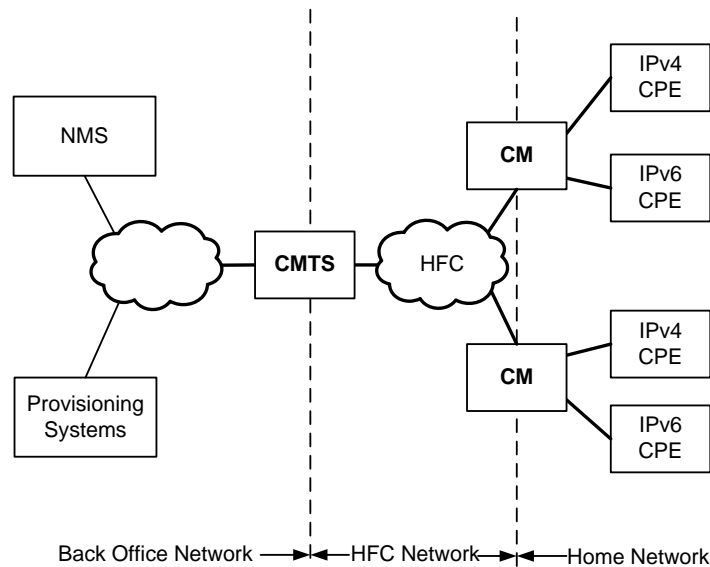 IPv4
CPE
NMS
CM
IPv6
CPE
CMTS
HFC
IPv4
CPE
CM
Provisioning
Systems
IPv6
CPE
Back Office Network
HFC Network
Home Network